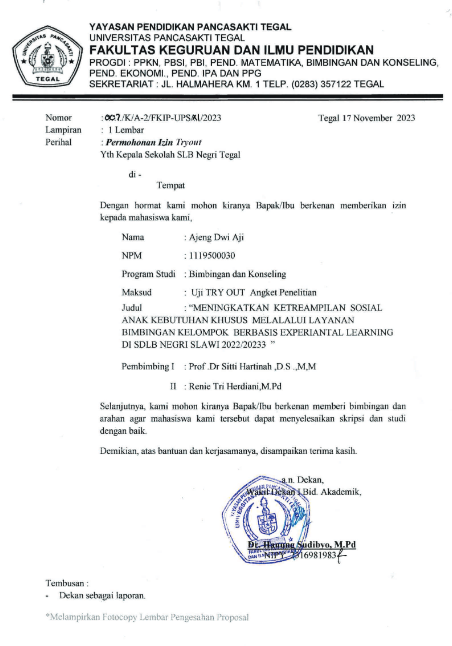 YAYASAN PENDIDIKAN PANCASAKTI TEGAL
UNIVERSITAS PANCASAKTI TEGAL
FAKULTAS KEGURUAN DAN ILMU PENDIDIKAN
PROGDI : PPKN, PBSI, PBI, PEND. MATEMATIKA, BIMBINGAN DAN KONSELING,
PEND. EKONOMI., PEND. IPA DAN PPG
SEKRETARIAT : JL. HALMAHERA KM. 1 TELP. (0283) 357122 TEGAL
UNIVERSITAS PANCASAKTI
TEGAL
Nomor : /K/A-2/FKIP-UPS/XI/2023 Tegal 17 November 2023
Lampiran : 1 Lembar
Perihal : Permohonan Izin Tryout
Yth Kepala Sekolah SLB Negri Tegal
di -
Tempat
Dengan hormat kami mohon kiranya Bapak/Ibu berkenan memberikan izin
kepada mahasiswa kami,
Nama : Ajeng Dwi Aji
NPM : 1119500030
Program Studi : Bimbingan dan Konseling
Maksud : Uji TRY OUT Angket Penelitian
Judul : “MENINGKATKAN KETREAMPILAN SOSIAL
ANAK KEBUTUHAN KHUSUS MELALALUI LAYANAN
BIMBINGAN KELOMPOK BERBASIS EXPERIANTAL LEARNING
DI SDLB NEGRI SLAWI 2022/20233 ”
Pembimbing I : Prof .Dr Sitti Hartinah ,D.S .,M,M
II : Renie Tri Herdiani,M.Pd
Selanjutnya, kami mohon kiranya Bapak/Ibu berkenan memberi bimbingan dan
arahan agar mahasiswa kami tersebut dapat menyelesaikan skripsi dan studi
dengan baik.
Demikian, atas bantuan dan kerjasamanya, disampaikan terima kasih.
a.n. Dekan,
Wakil Dekan I Bid. Akademik,
Dr. Hanung Sudibyo, M.Pd
Tembusan :
- Dekan sebagai laporan.
*Melampirkan Fotocopy Lembar Pengesahan Proposal